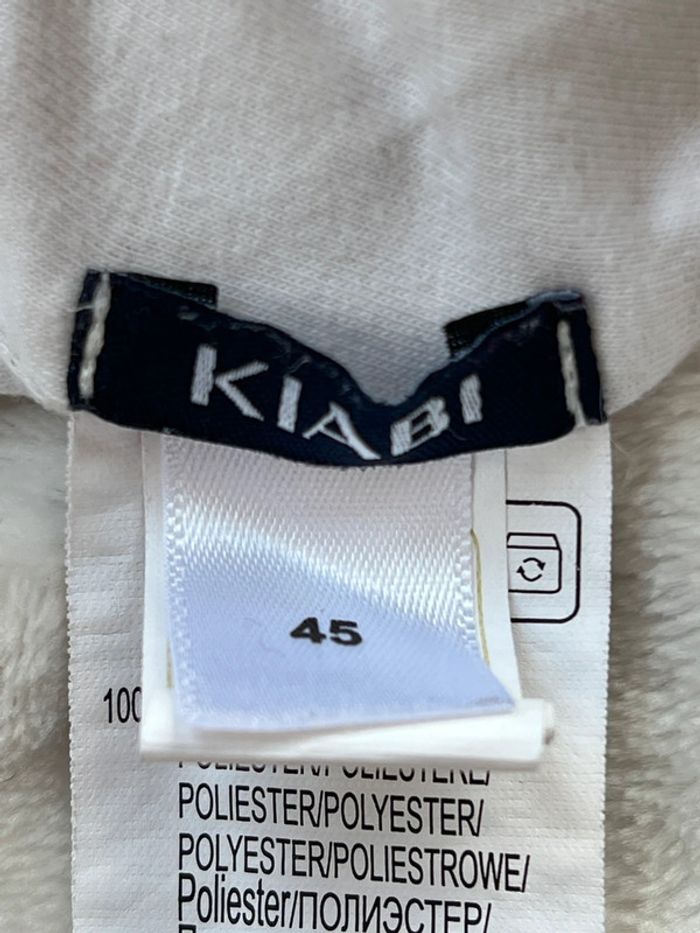 KIABI
45
100
POLIESTER/POLYESTER/
POLYESTER/POLIESTROWE/
Poliester/ПОЛИЭСТЕР/